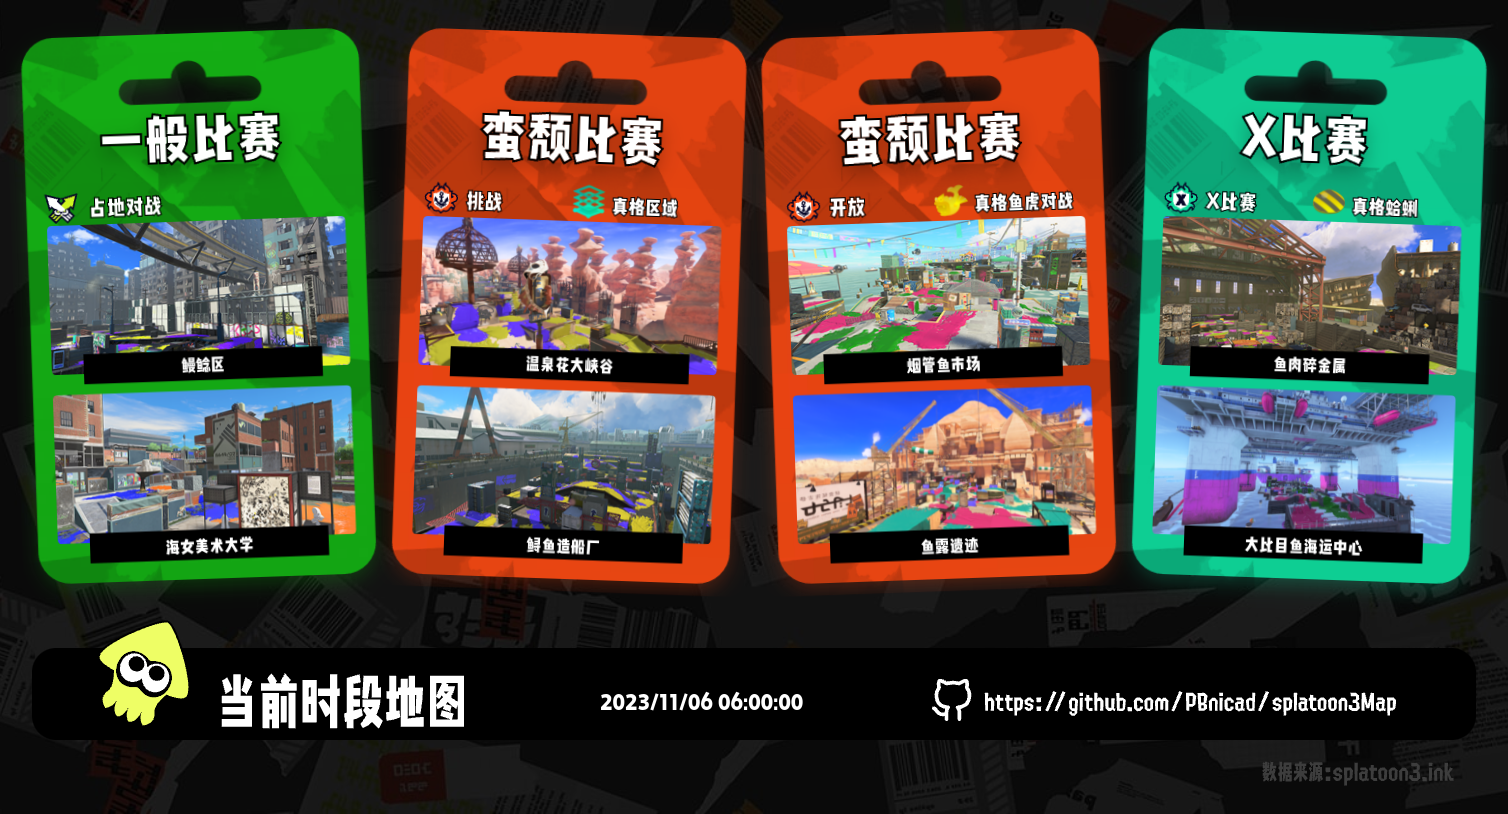 一般比赛
占地对战
鳗鲶区
海女美术大学
蛮颓比赛
挑战
真格区域
温泉花大峡谷
鲟鱼造船厂
蛮颓比赛
开放
真格鱼虎对战
烟管鱼市场
鱼露遗迹
X比赛
X比赛
真格蛤蜊
鱼肉碎金属
大比目鱼海运中心
当前时段地图
2023/11/06 06:00:00
https://github.com/PBnicad/splatoon3Map
数据来源:splatoon3.ink